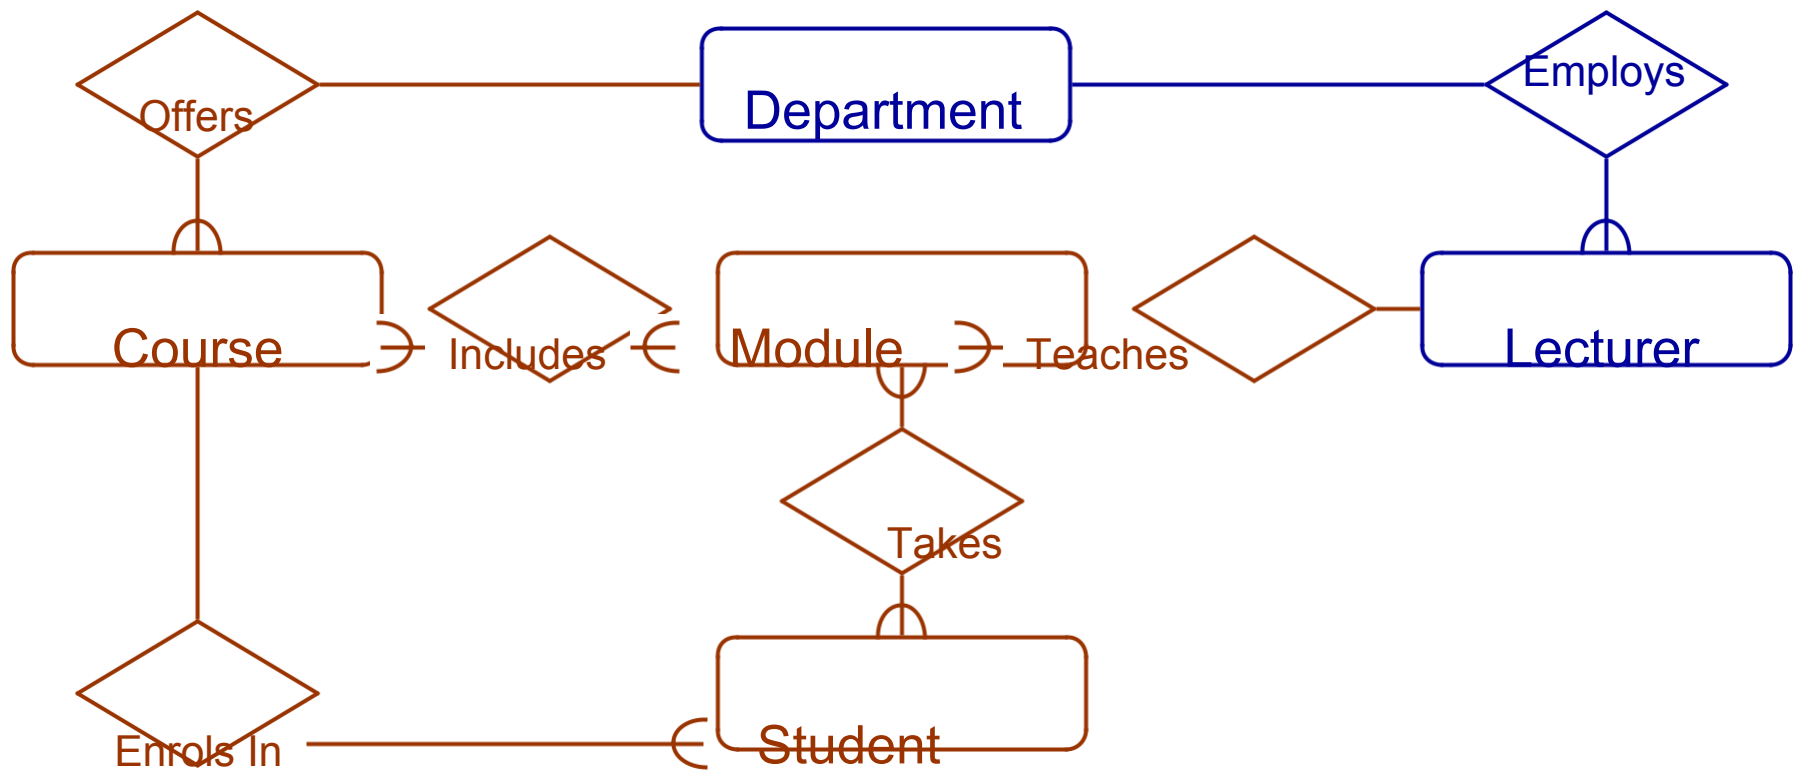 Offers
Department
Employs
Course
Includes
Module
Teaches
Lecturer
Takes
Enrols In
Student